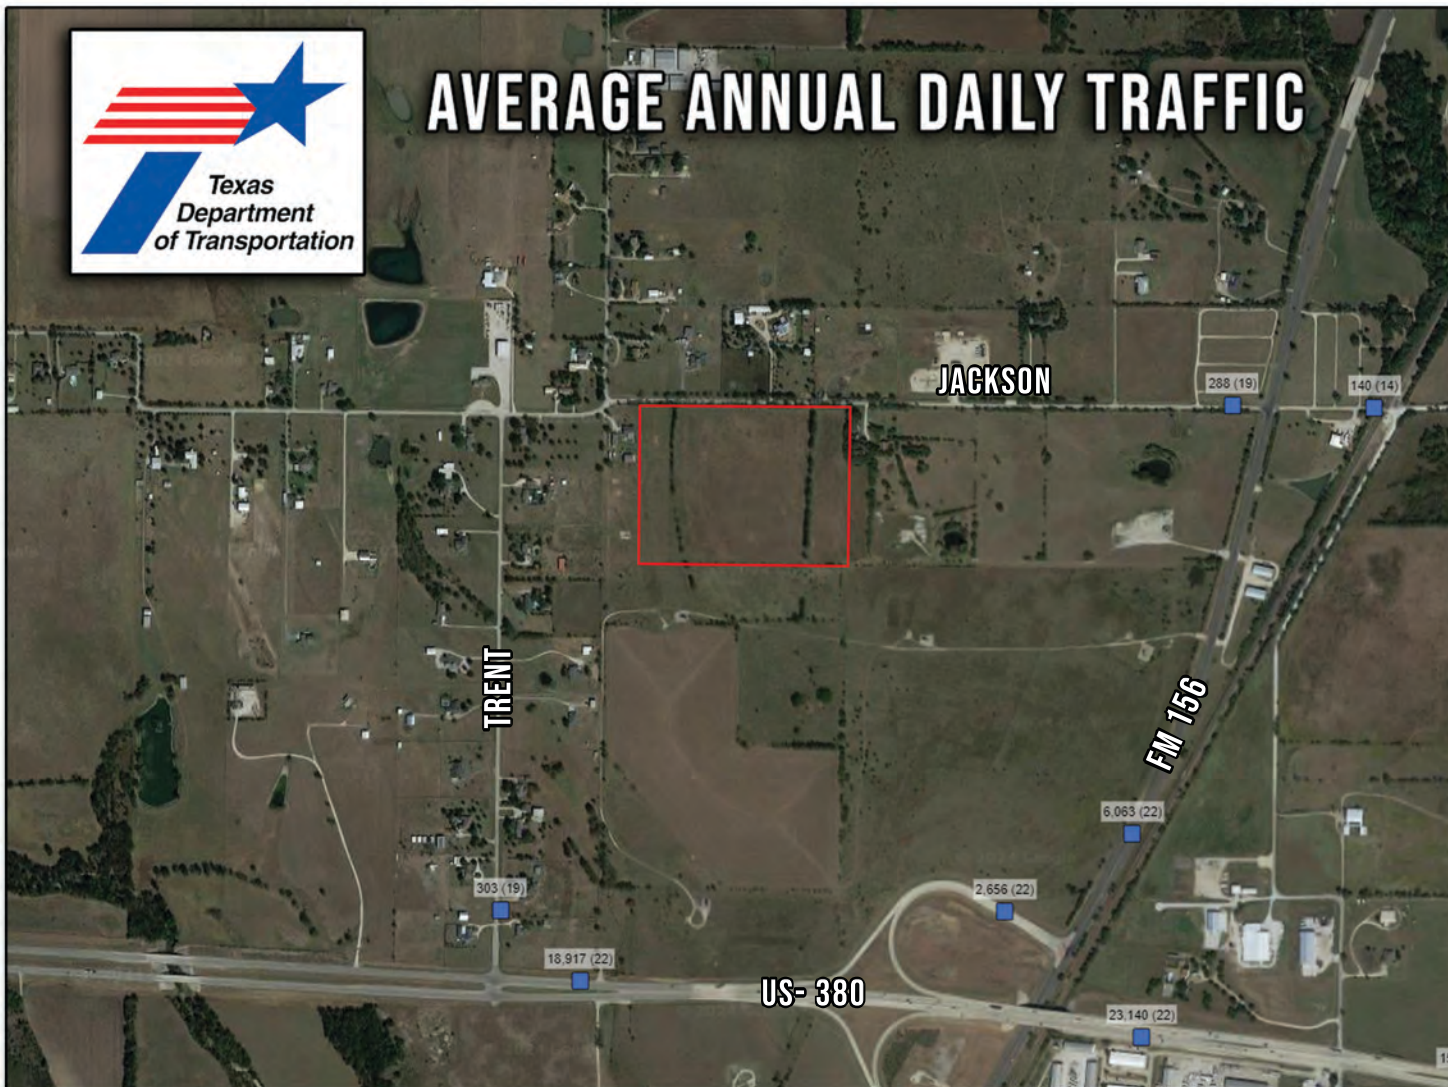 AVERAGE ANNUAL DAILY TRAFFIC
Texas
Department
of Transportation
JACKSON
288 (19)
140 (14)
TRENT
FM 156
6,063 (22)
303 (19)
2,656 (22)
18,917 (22)
US- 380
23,140 (22)